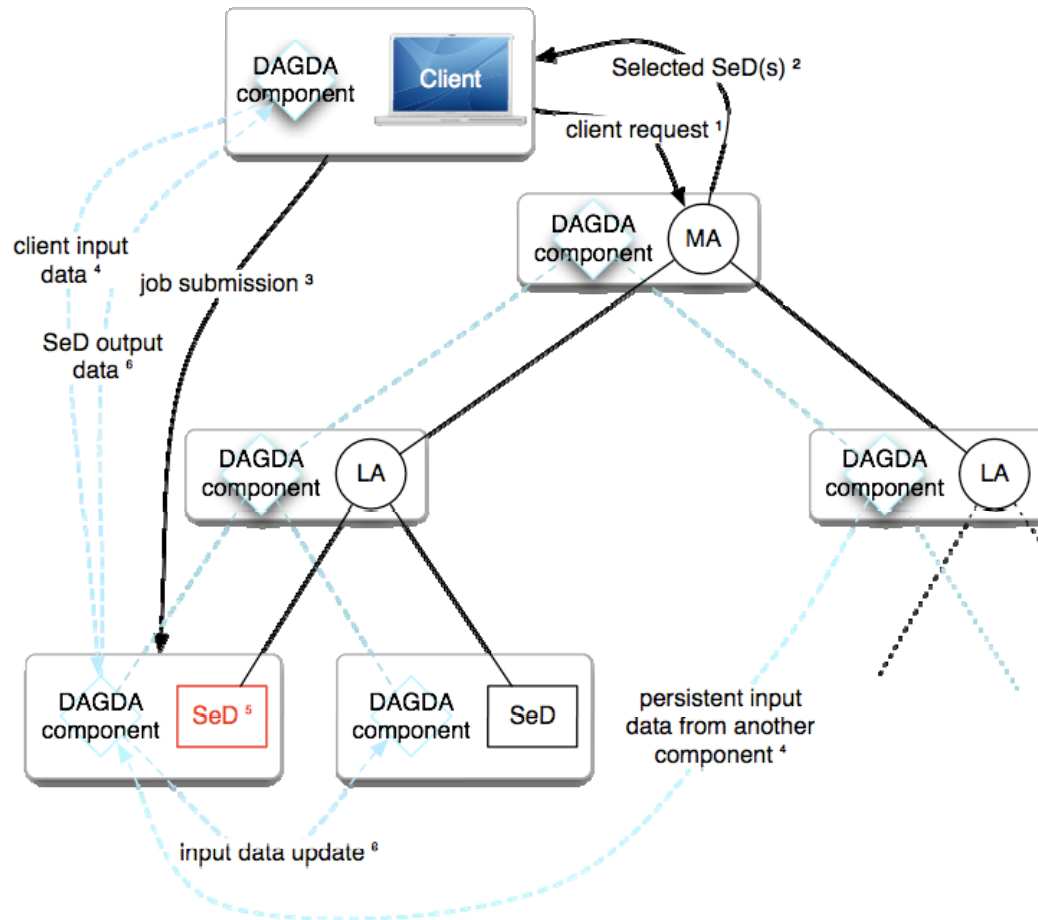 DAGDA
component
Client
Selected SeD(s) ²
client request ¹
DAGDA
component
MA
client input
data ⁴
job submission ³
SeD output
data ⁶
DAGDA
component
LA
DAGDA
component
LA
DAGDA
component
SeD ⁵
DAGDA
component
SeD
persistent input
data from another
component ⁴
input data update ⁶